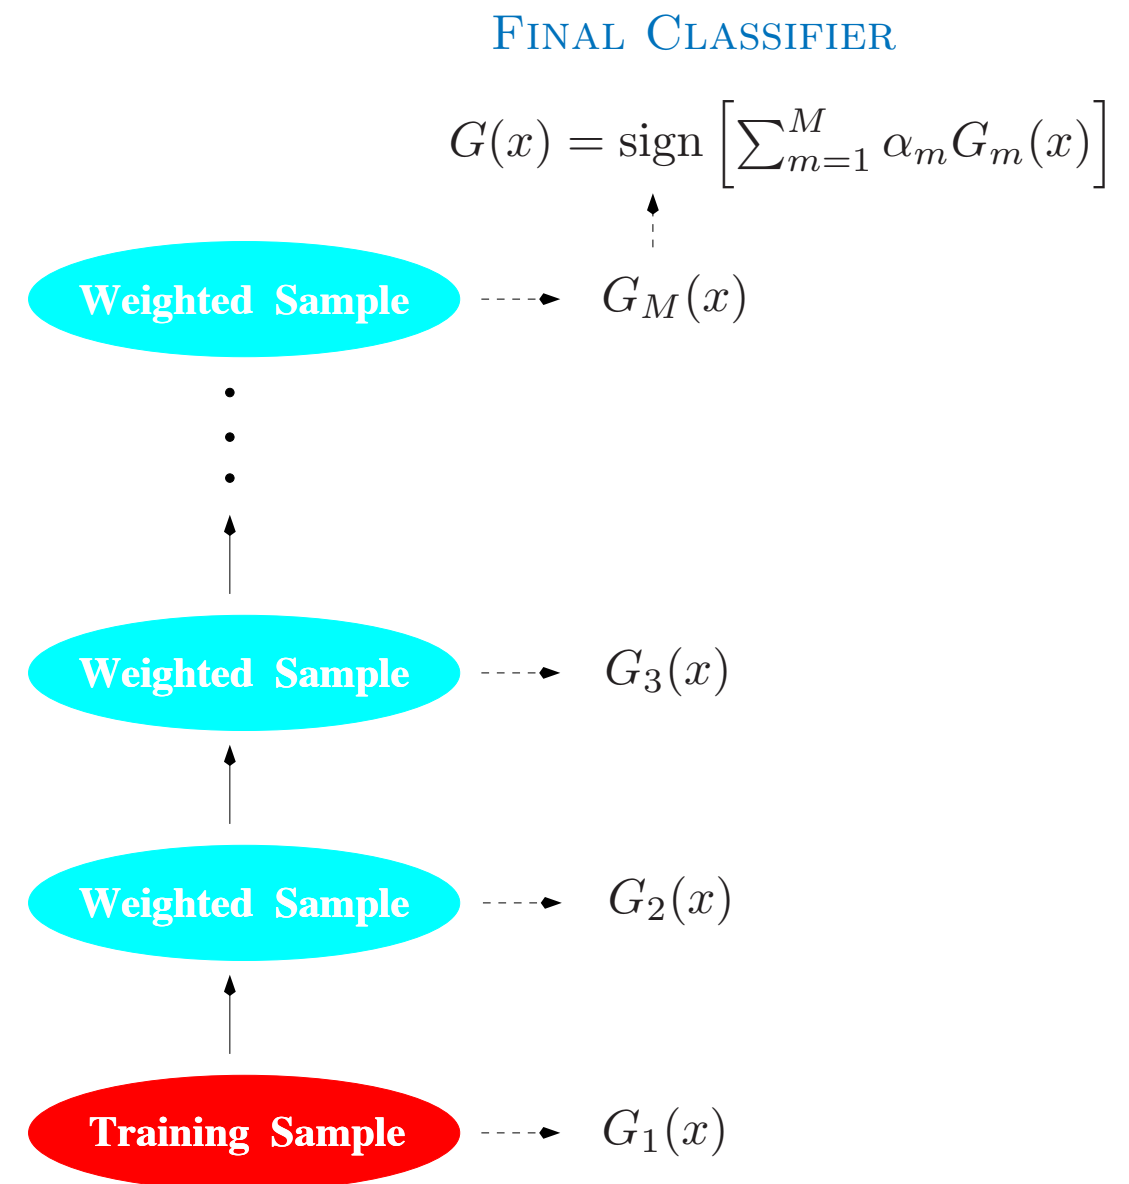 FINAL CLASSIFIER
G(x) = sign [∑_{m=1}^{M} α_m G_m(x)]
Weighted Sample G_M(x)
Weighted Sample G_3(x)
Weighted Sample G_2(x)
Training Sample G_1(x)